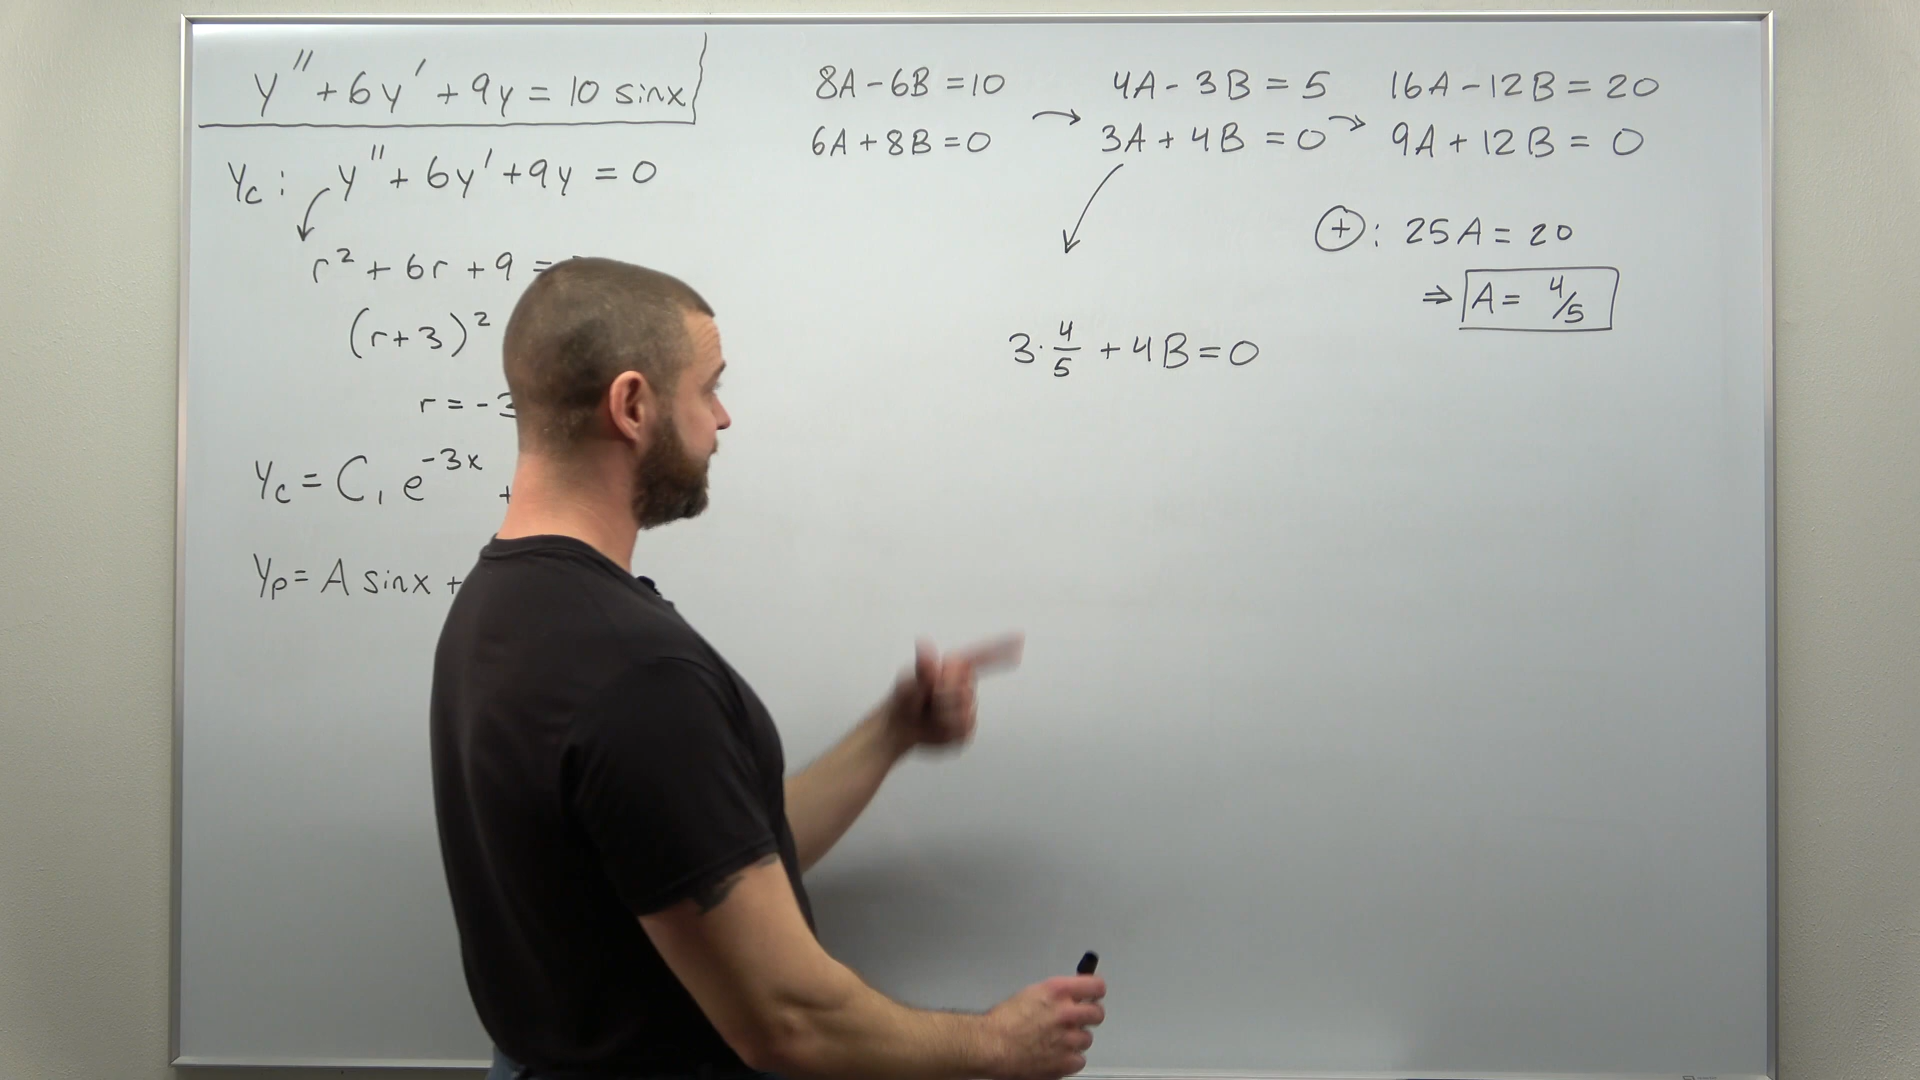 y'' + 6y' + 9y = 10 sinx
Yc: y'' + 6y' + 9y = 0
r² + 6r + 9 =
(r+3)²
r = -3
Yc = C₁ e^-3x +
Yp = A sinx +
8A - 6B = 10
6A + 8B = 0
→
4A - 3B = 5
3A + 4B = 0
→
16A - 12B = 20
9A + 12B = 0
⊕: 25A = 20
⇒ A = 4/5
3·4/5 + 4B = 0